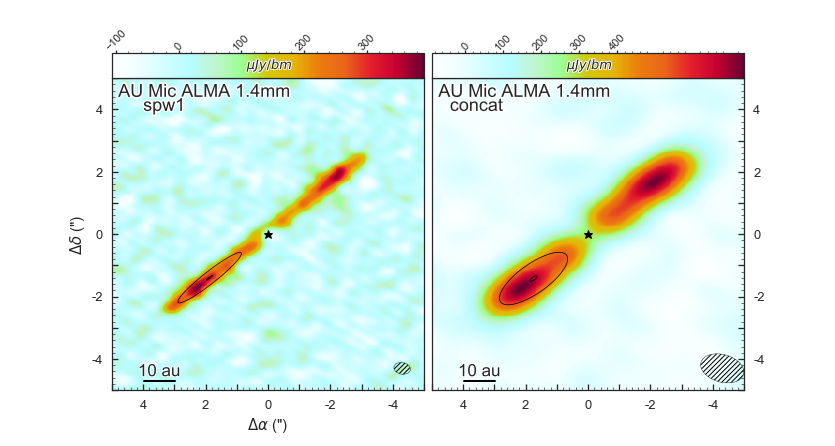 -100 0 100 200 300
0 100 200 300 400
μJy/bm
μJy/bm
AU Mic ALMA 1.4mm
spw1
AU Mic ALMA 1.4mm
concat
4
2
0
-2
-4
4
2
0
-2
-4
Δδ (")
10 au
10 au
4 2 0 -2 -4
4 2 0 -2 -4
Δα (")